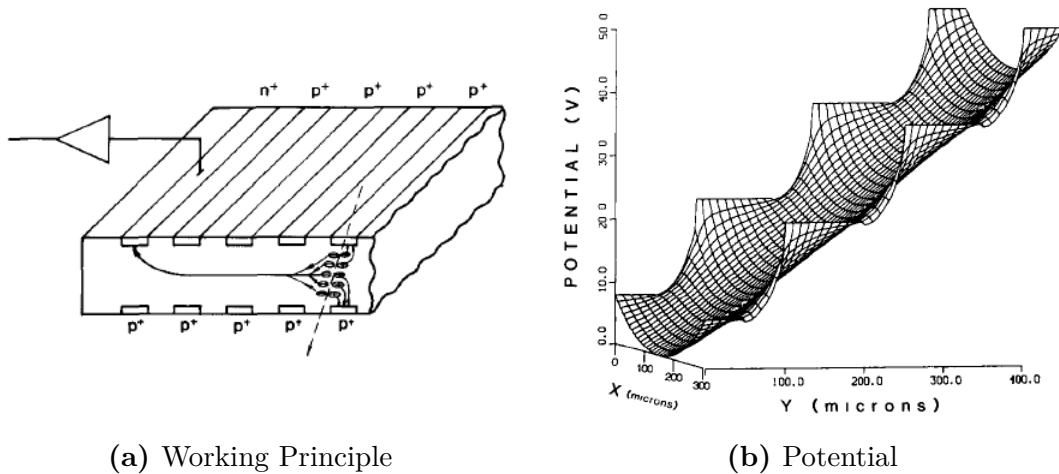 n+ p+ p+ p+ p+
p+ p+ p+ p+ p+
(a) Working Principle
POTENTIAL (V)
50.0
40.0
30.0
20.0
10.0
0.0
0 100 200 300
X (microns)
100.0 200.0 300.0 400.0
Y (microns)
(b) Potential